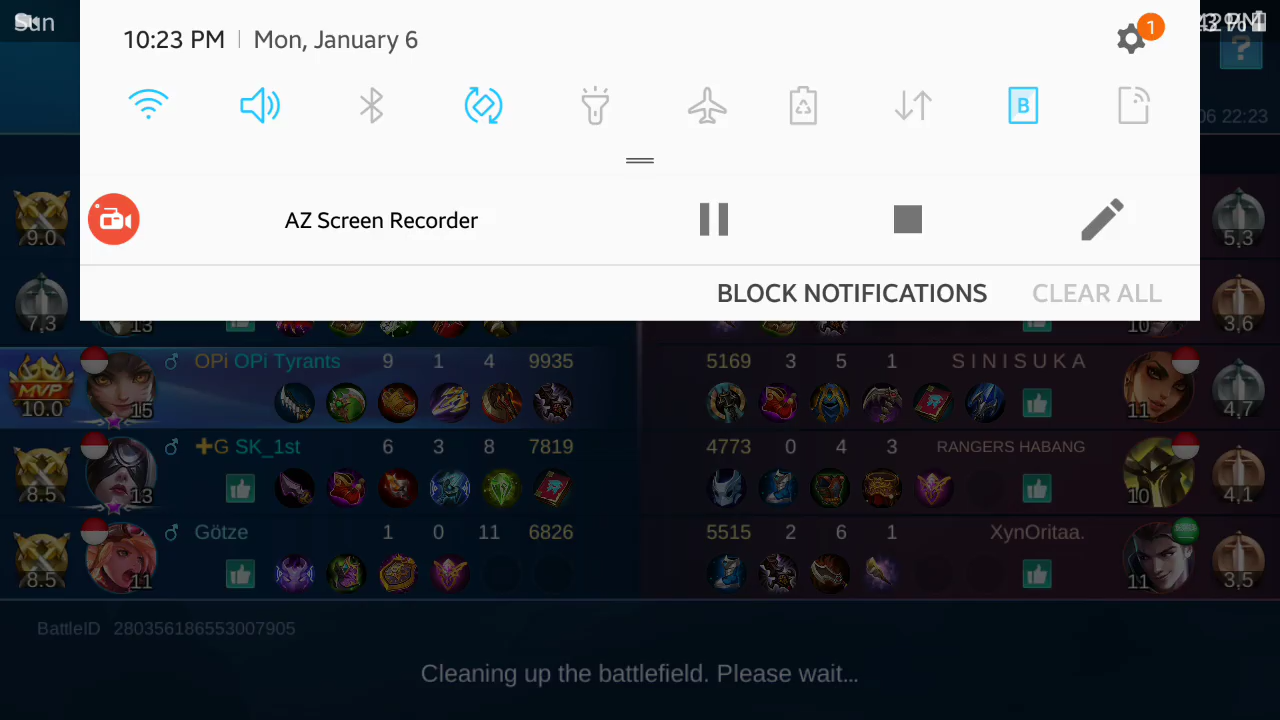 Sun
10:23 PM | Mon, January 6
1
B
?
06 22:23
AZ Screen Recorder
BLOCK NOTIFICATIONS CLEAR ALL
9.0 5,3
7,3 13 10 3,6
MVP 10.0 15 OPi OPi Tyrants 9 1 4 9935 5169 3 5 1 S I N I S U K A 11 4,7
8.5 13 G SK_1st 6 3 8 7819 4773 0 4 3 RANGERS HABANG 10 4,1
8.5 11 Götze 1 0 11 6826 5515 2 6 1 XynOritaa. 11 3,5
BattleID 280356186553007905
Cleaning up the battlefield. Please wait...